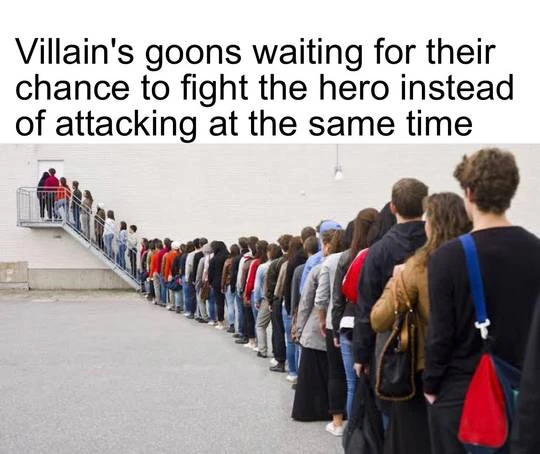 Villain's goons waiting for their
chance to fight the hero instead
of attacking at the same time